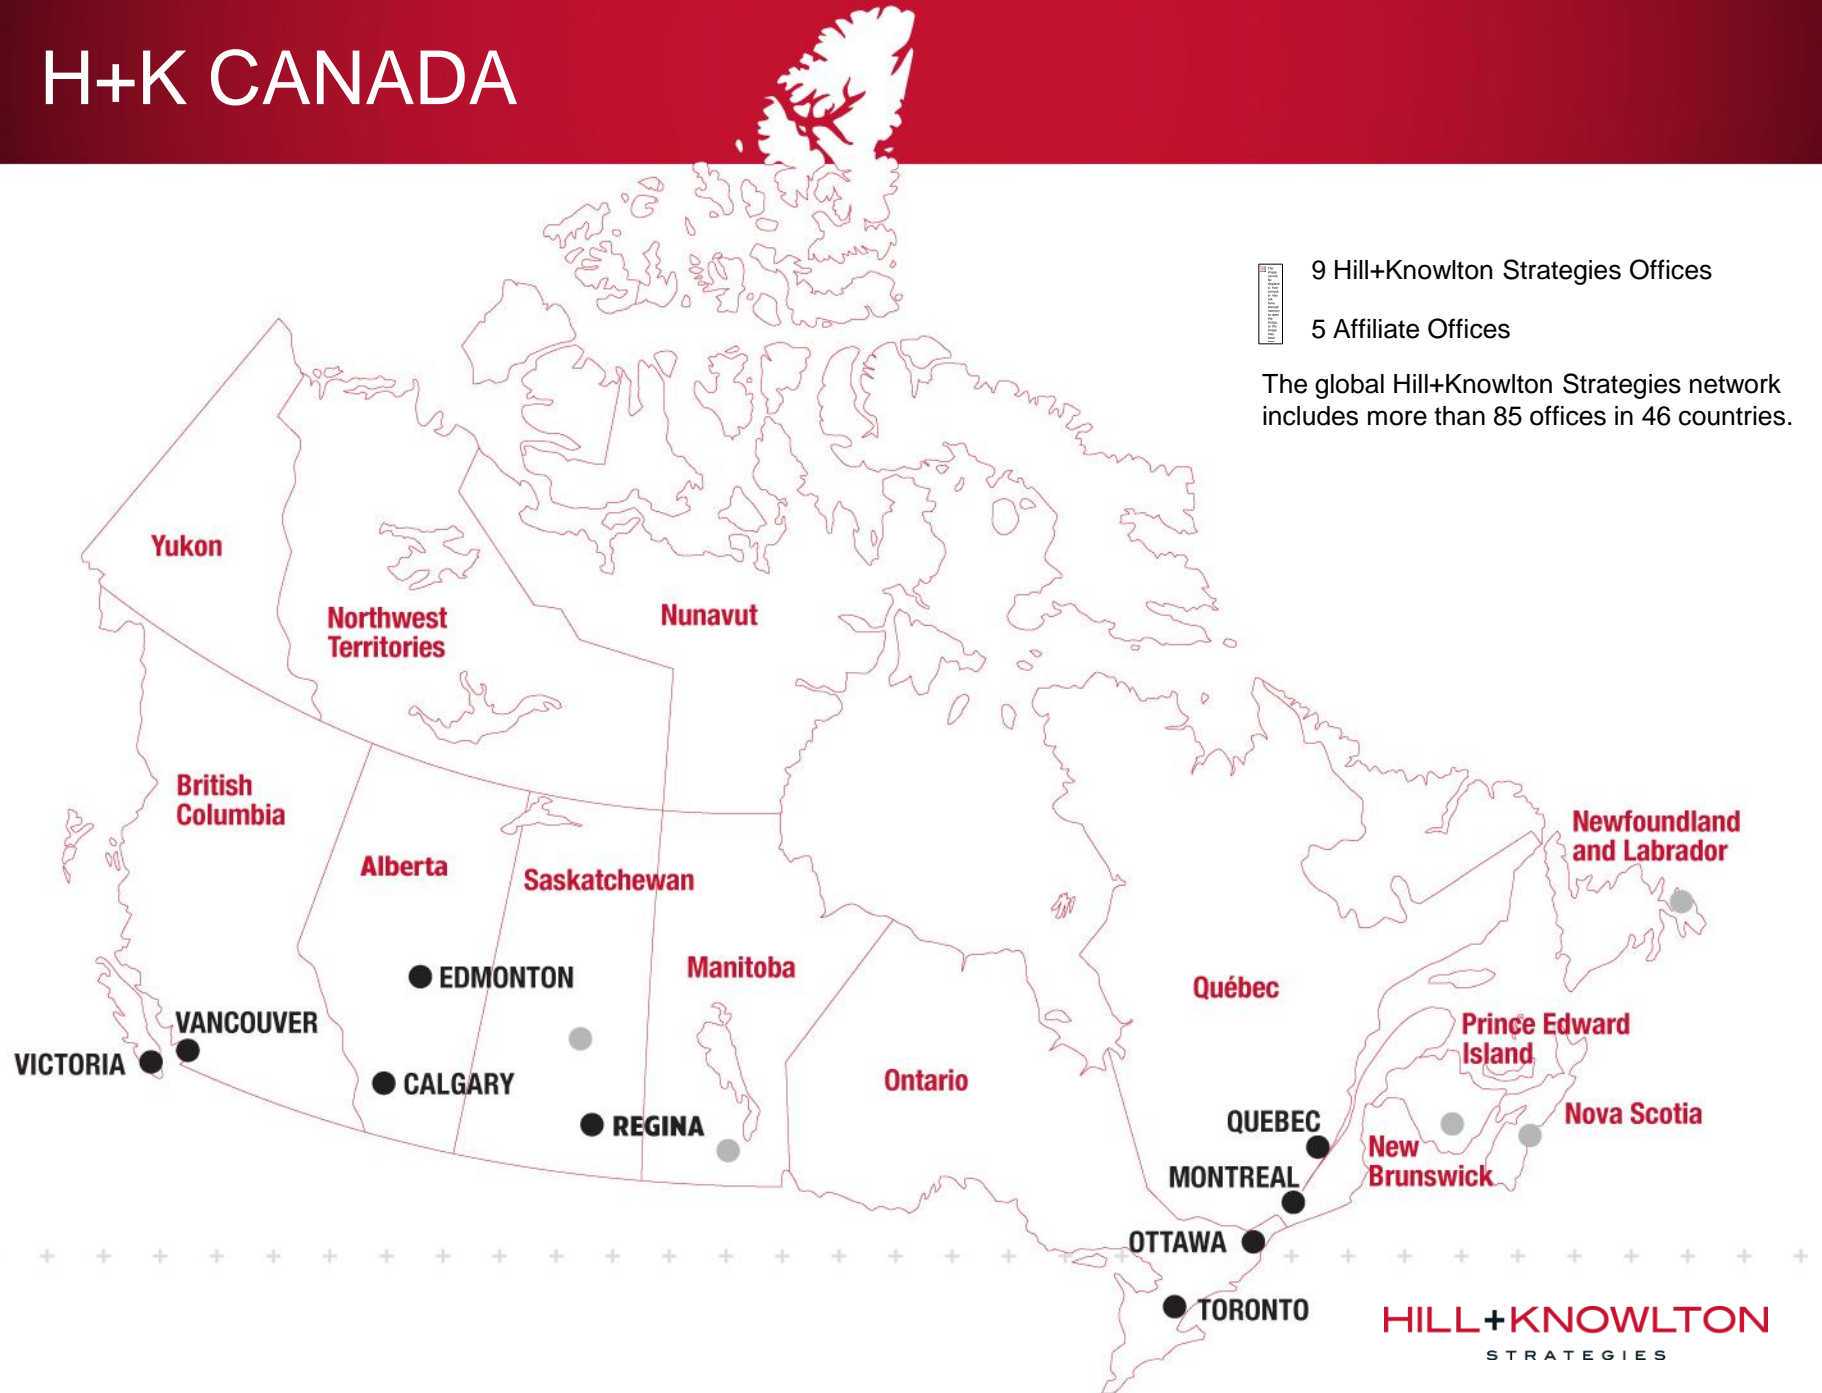 H+K CANADA
9 Hill+Knowlton Strategies Offices
5 Affiliate Offices
The global Hill+Knowlton Strategies network
includes more than 85 offices in 46 countries.
Yukon
Northwest
Territories
Nunavut
British
Columbia
Alberta
Saskatchewan
Manitoba
Ontario
Québec
Newfoundland
and Labrador
Prince Edward
Island
Nova Scotia
New
Brunswick
EDMONTON
VANCOUVER
VICTORIA
CALGARY
REGINA
QUEBEC
MONTREAL
OTTAWA
TORONTO
HILL+KNOWLTON
STRATEGIES